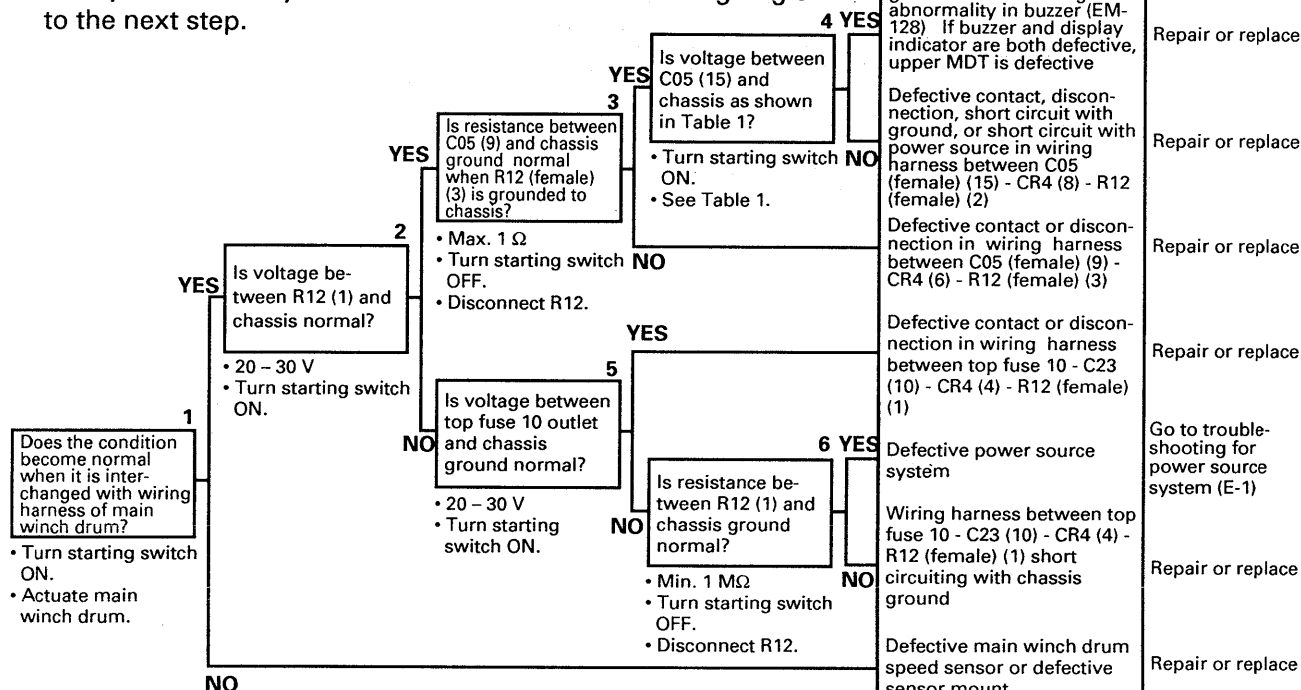 to the next step.
1
Does the condition
become normal
when it is inter-
changed with wiring
harness of main
winch drum?
• Turn starting switch
ON.
• Actuate main
winch drum.
YES
NO
2
Is voltage be-
tween R12 (1) and
chassis normal?
• 20 – 30 V
• Turn starting switch
ON.
YES
NO
3
Is resistance between
C05 (9) and chassis
ground normal
when R12 (female)
(3) is grounded to
chassis?
• Max. 1 Ω
• Turn starting switch
OFF.
• Disconnect R12.
YES
NO
4
Is voltage between
C05 (15) and
chassis as shown
in Table 1?
• Turn starting switch
ON.
• See Table 1.
YES
NO
5
Is voltage between
top fuse 10 outlet
and chassis
ground normal?
• 20 – 30 V
• Turn starting
switch ON.
YES
NO
6
Is resistance be-
tween R12 (1) and
chassis ground
normal?
• Min. 1 MΩ
• Turn starting switch
OFF.
• Disconnect R12.
YES
NO
abnormality in buzzer (EM-
128) If buzzer and display
indicator are both defective,
upper MDT is defective
Repair or replace
Defective contact, discon-
nection, short circuit with
ground, or short circuit with
power source in wiring
harness between C05
(female) (15) - CR4 (8) - R12
(female) (2)
Repair or replace
Defective contact or discon-
nection in wiring harness
between C05 (female) (9) -
CR4 (6) - R12 (female) (3)
Repair or replace
Defective contact or discon-
nection in wiring harness
between top fuse 10 - C23
(10) - CR4 (4) - R12 (female)
(1)
Repair or replace
Defective power source
system
Go to trouble-
shooting for
power source
system (E-1)
Wiring harness between top
fuse 10 - C23 (10) - CR4 (4) -
R12 (female) (1) short
circuiting with chassis
ground
Repair or replace
Defective main winch drum
speed sensor or defective
sensor mount
Repair or replace